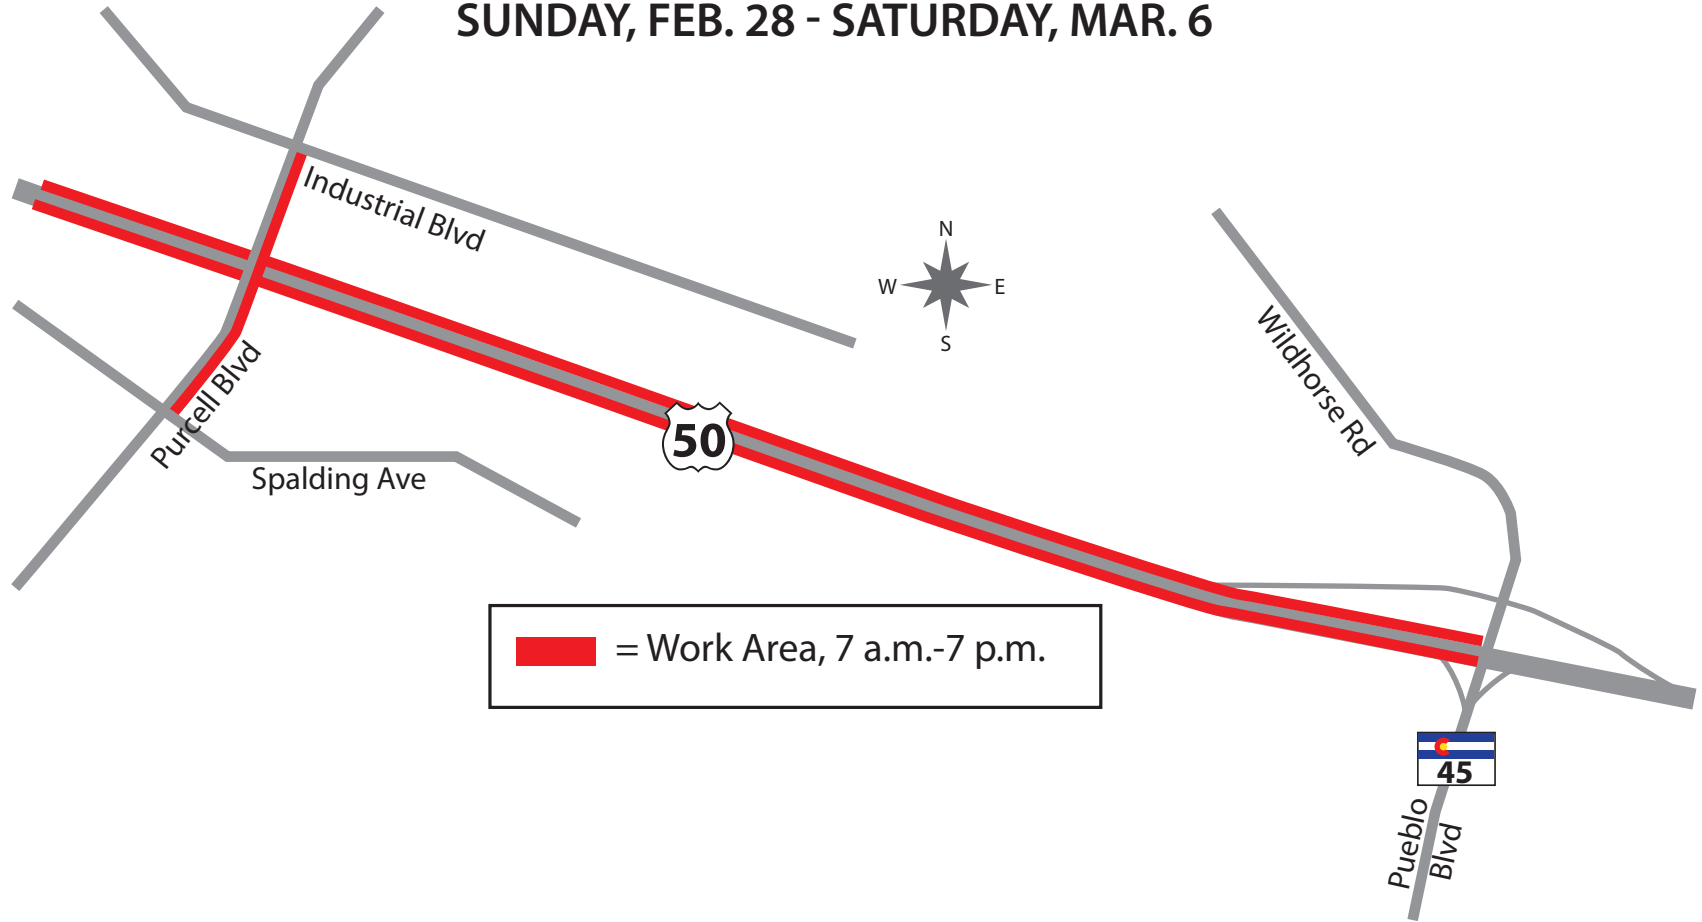 SUNDAY, FEB. 28 - SATURDAY, MAR. 6
Industrial Blvd
N
W
E
S
Wildhorse Rd
Purcell Blvd
50
Spalding Ave
= Work Area, 7 a.m.-7 p.m.
45
Pueblo
Blvd